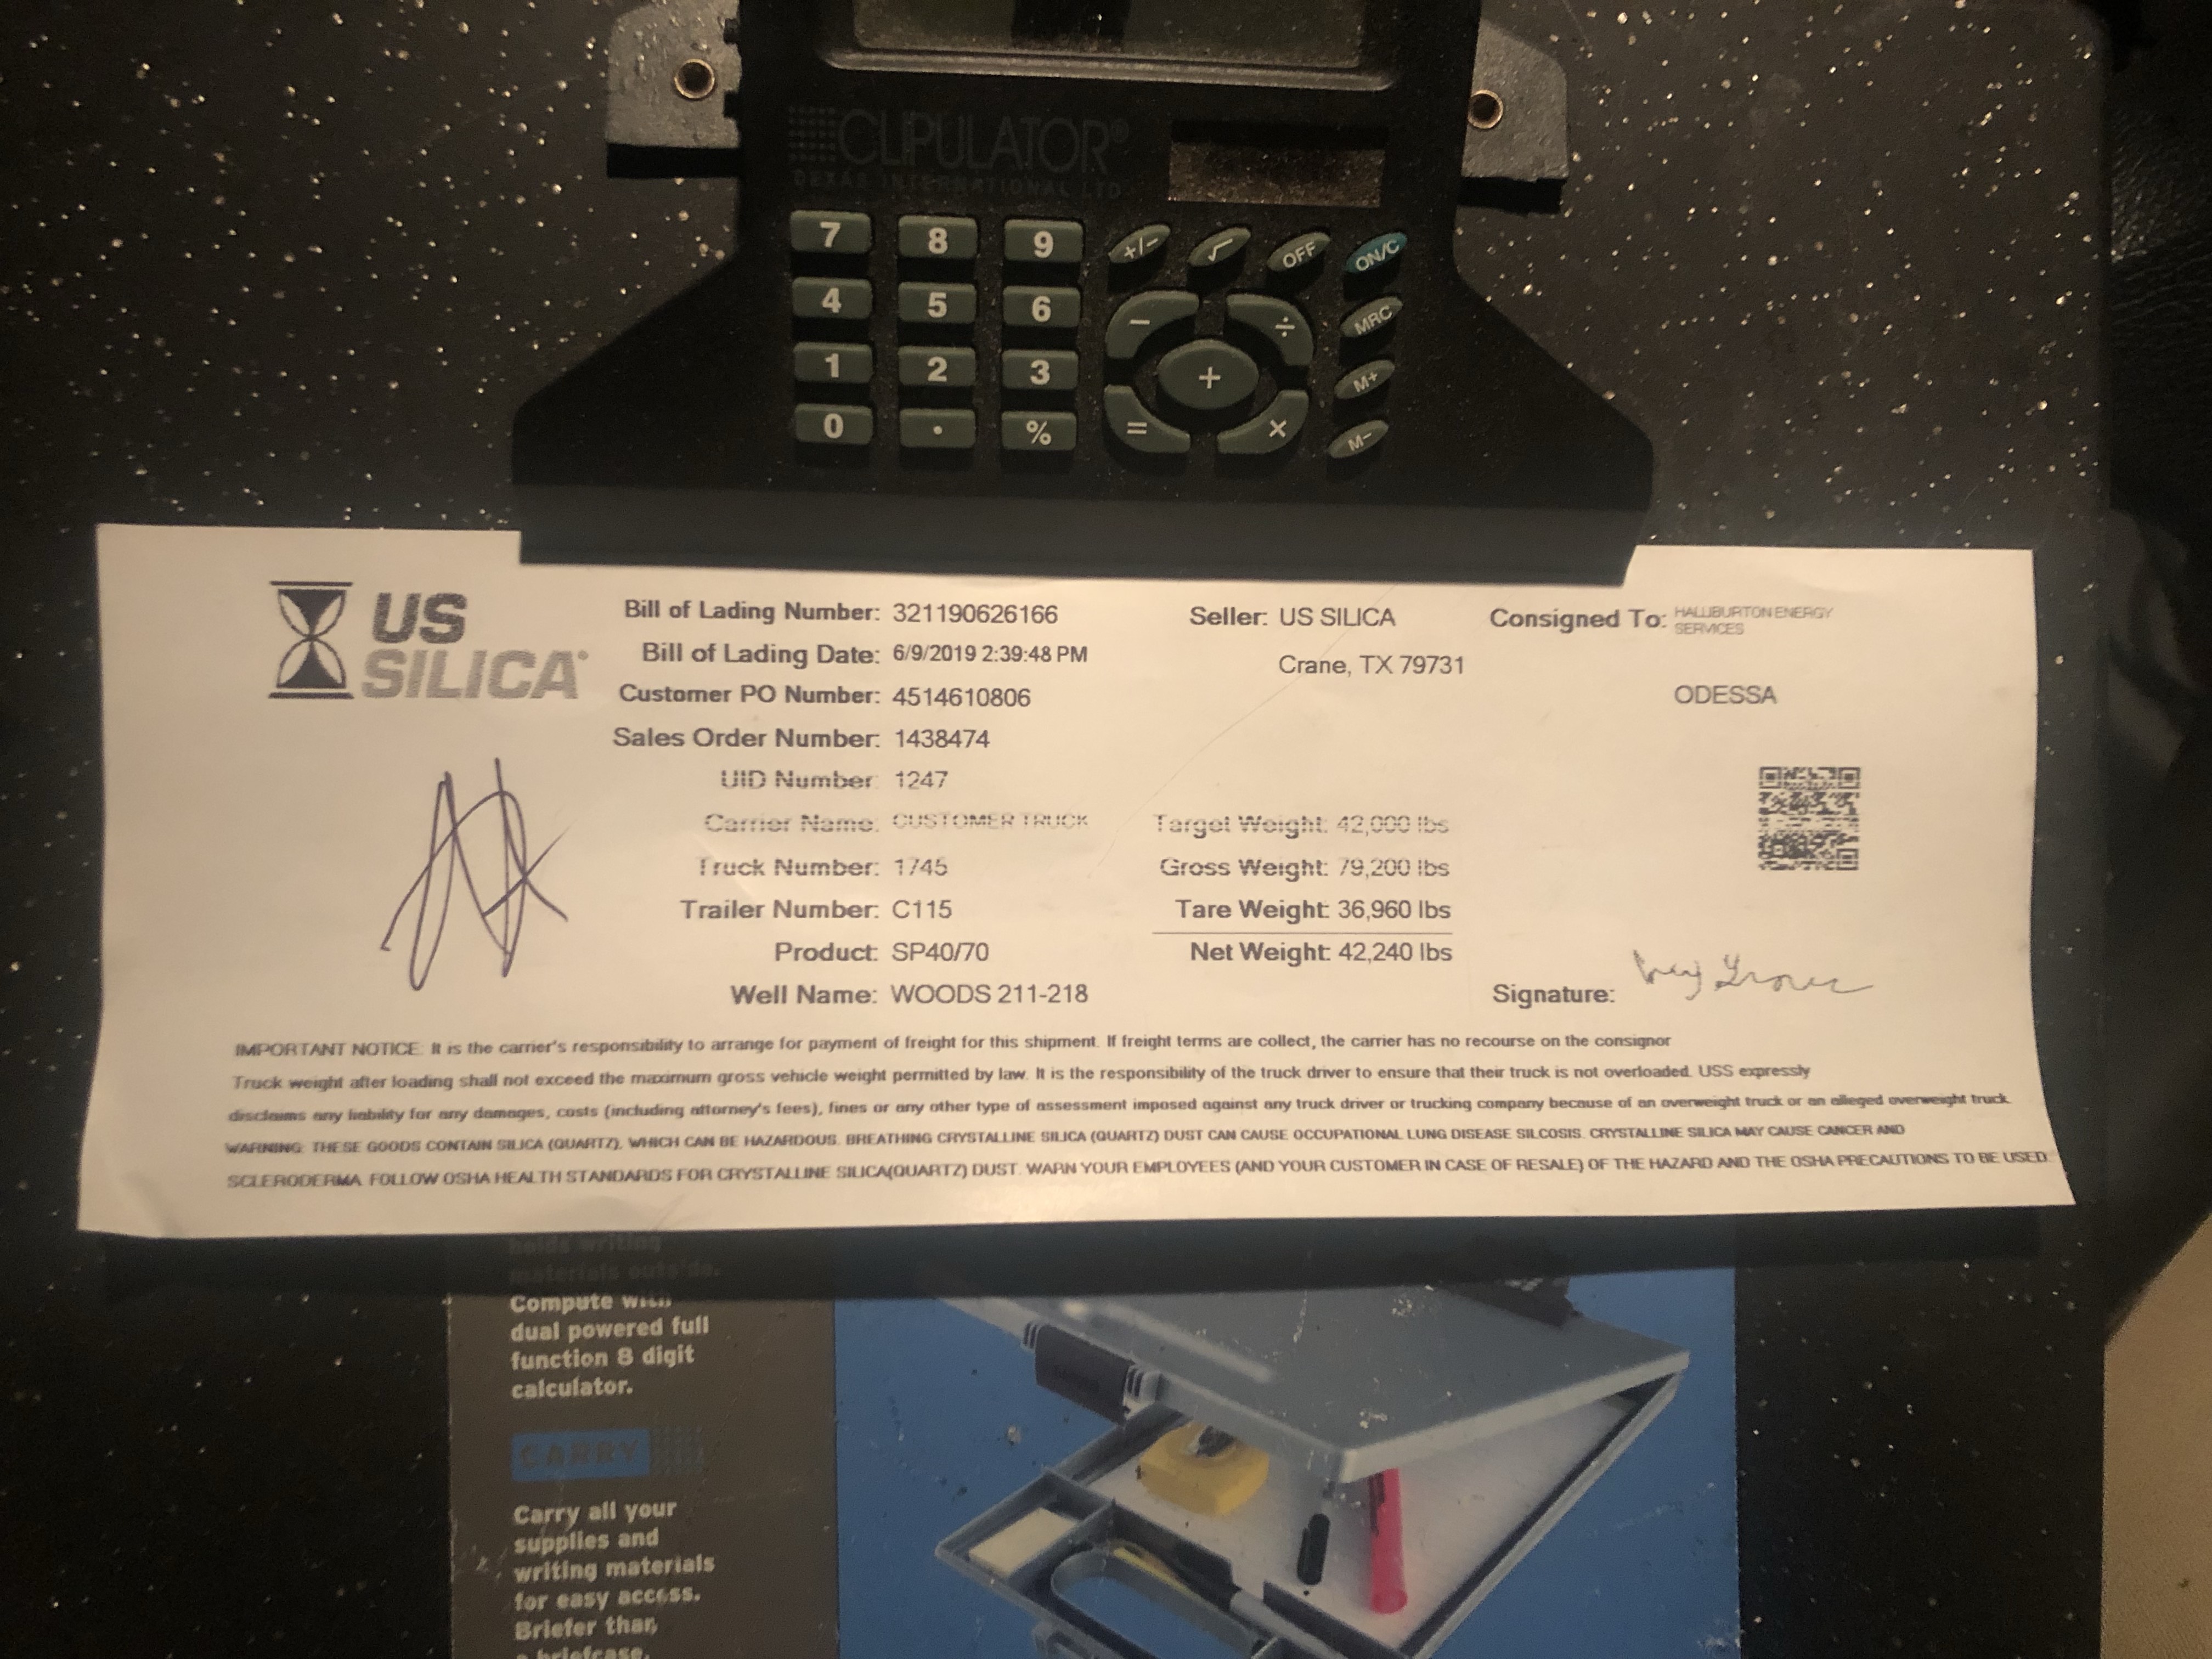 CLIPULATOR®
TEXAS INTERNATIONAL LTD
7 8 9 +/- √ OFF ON/C
4 5 6 − ÷ MRC
1 2 3 + M+
0 . % = × M−
US
SILICA
Bill of Lading Number: 321190626166
Bill of Lading Date: 6/9/2019 2:39:48 PM
Customer PO Number: 4514610806
Sales Order Number: 1438474
UID Number: 1247
Carrier Name: CUSTOMER TRUCK
Truck Number: 1745
Trailer Number: C115
Product: SP40/70
Well Name: WOODS 211-218
Seller: US SILICA
Crane, TX 79731
Consigned To: HALLIBURTON ENERGY
SERVICES
ODESSA
Target Weight: 42,000 lbs
Gross Weight: 79,200 lbs
Tare Weight: 36,960 lbs
Net Weight: 42,240 lbs
Signature:
IMPORTANT NOTICE: It is the carrier's responsibility to arrange for payment of freight for this shipment. If freight terms are collect, the carrier has no recourse on the consignor
Truck weight after loading shall not exceed the maximum gross vehicle weight permitted by law. It is the responsibility of the truck driver to ensure that their truck is not overloaded. USS expressly
disclaims any liability for any damages, costs (including attorney's fees), fines or any other type of assessment imposed against any truck driver or trucking company because of an overweight truck or an alleged overweight truck.
WARNING: THESE GOODS CONTAIN SILICA (QUARTZ), WHICH CAN BE HAZARDOUS. BREATHING CRYSTALLINE SILICA (QUARTZ) DUST CAN CAUSE OCCUPATIONAL LUNG DISEASE SILCOSIS. CRYSTALLINE SILICA MAY CAUSE CANCER AND
SCLERODERMA. FOLLOW OSHA HEALTH STANDARDS FOR CRYSTALLINE SILICA(QUARTZ) DUST. WARN YOUR EMPLOYEES (AND YOUR CUSTOMER IN CASE OF RESALE) OF THE HAZARD AND THE OSHA PRECAUTIONS TO BE USED.
holds writing
materials outside.
Compute with
dual powered full
function 8 digit
calculator.
CARRY
Carry all your
supplies and
writing materials
for easy access.
Briefer than
a briefcase.